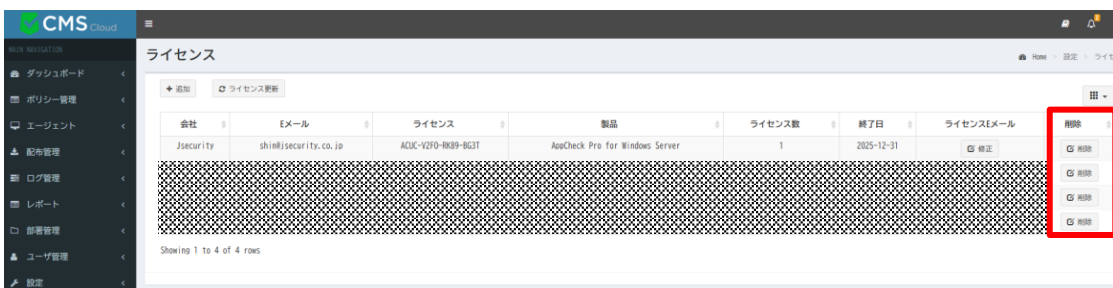 CMS Cloud
MAIN NAVIGATION
ダッシュボード
ポリシー管理
エージェント
配布管理
ログ管理
レポート
部署管理
ユーザ管理
設定
ライセンス
Home > 設定 > ライセ
追加 ライセンス更新
会社 Eメール ライセンス 製品 ライセンス数 終了日 ライセンスEメール 削除
Jsecurity shin@jsecurity.co.jp ACUC-V2FO-RKB9-BG3T AppCheck Pro for Windows Server 1 2025-12-31 修正 削除
削除
削除
削除
Showing 1 to 4 of 4 rows